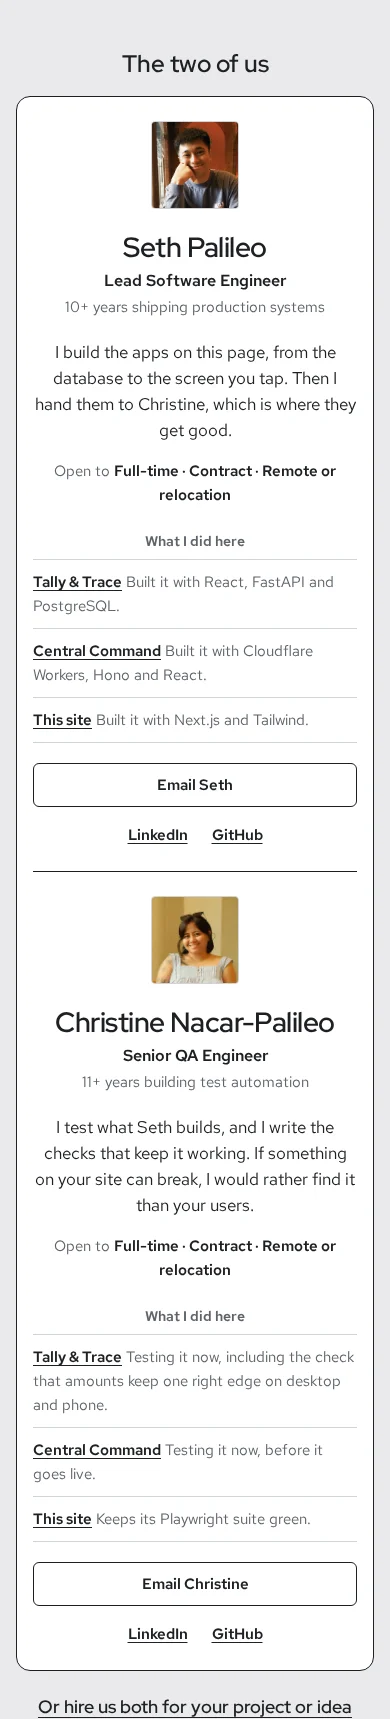 The two of us
Seth Palileo
Lead Software Engineer
10+ years shipping production systems
I build the apps on this page, from the
database to the screen you tap. Then I
hand them to Christine, which is where they
get good.
Open to Full-time · Contract · Remote or
relocation
What I did here
Tally & Trace Built it with React, FastAPI and
PostgreSQL.
Central Command Built it with Cloudflare
Workers, Hono and React.
This site Built it with Next.js and Tailwind.
Email Seth
LinkedIn GitHub
Christine Nacar-Palileo
Senior QA Engineer
11+ years building test automation
I test what Seth builds, and I write the
checks that keep it working. If something
on your site can break, I would rather find it
than your users.
Open to Full-time · Contract · Remote or
relocation
What I did here
Tally & Trace Testing it now, including the check
that amounts keep one right edge on desktop
and phone.
Central Command Testing it now, before it
goes live.
This site Keeps its Playwright suite green.
Email Christine
LinkedIn GitHub
Or hire us both for your project or idea